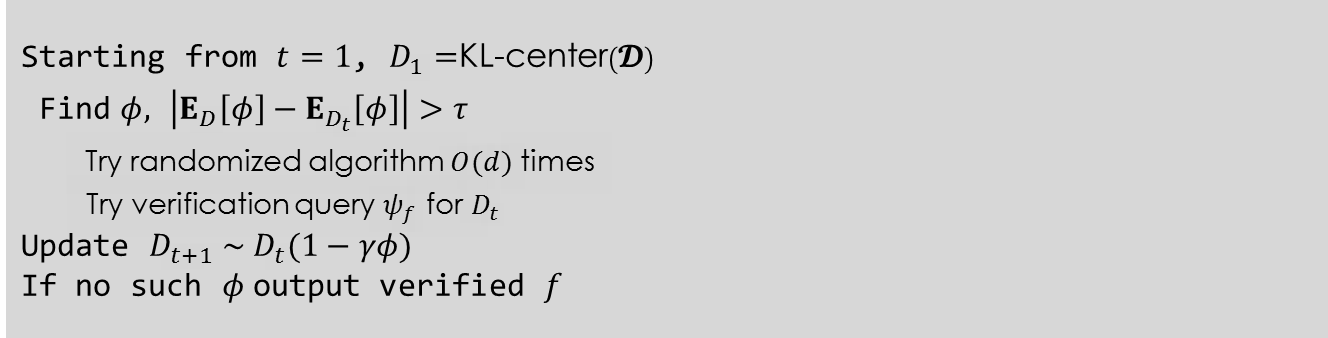 Starting from 𝑡 = 1, 𝐷₁ =KL-center(𝓓)
Find 𝜙, |𝐄_𝐷[𝜙] − 𝐄_{𝐷_𝑡}[𝜙]| > 𝜏
Try randomized algorithm 𝑂(𝑑) times
Try verification query 𝜓_𝑓 for 𝐷_𝑡
Update 𝐷_{𝑡+1} ~ 𝐷_𝑡(1 − 𝛾𝜙)
If no such 𝜙 output verified 𝑓